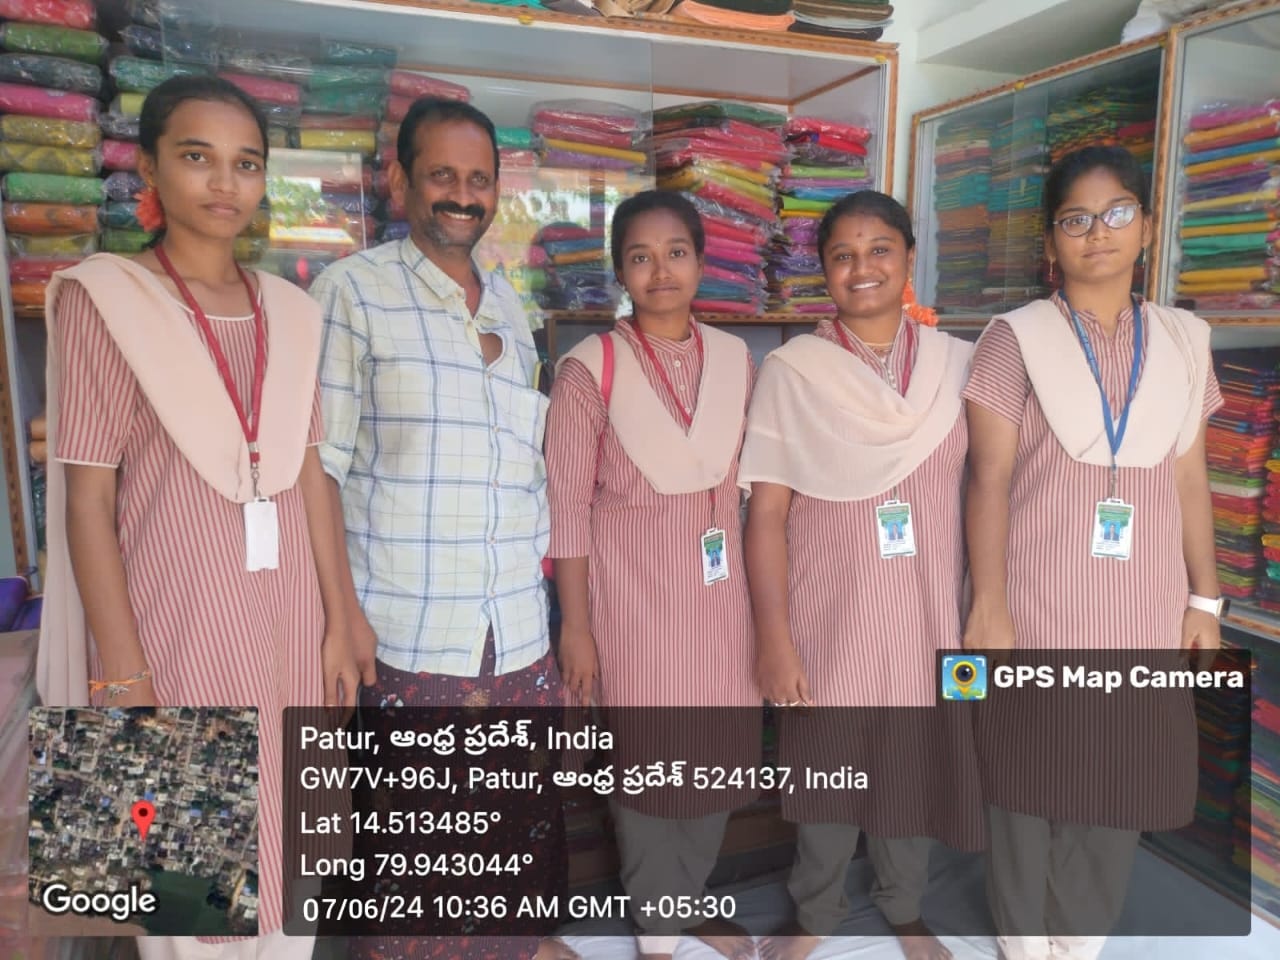 GPS Map Camera
Patur, ఆంధ్ర ప్రదేశ్, India
GW7V+96J, Patur, ఆంధ్ర ప్రదేశ్ 524137, India
Lat 14.513485°
Long 79.943044°
07/06/24 10:36 AM GMT +05:30
Google